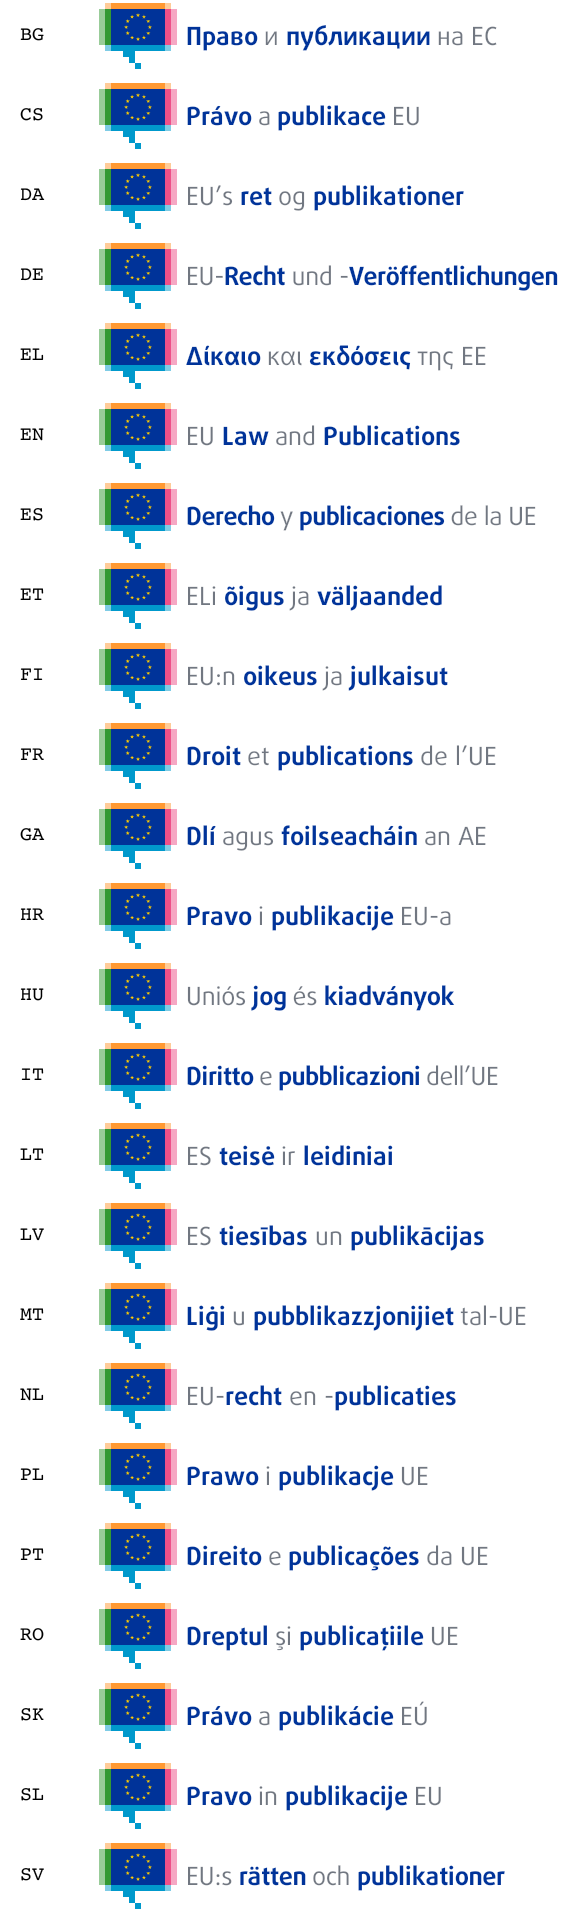 BG Право и публикации на ЕС
CS Právo a publikace EU
DA EU’s ret og publikationer
DE EU-Recht und -Veröffentlichungen
EL Δίκαιο και εκδόσεις της ΕΕ
EN EU Law and Publications
ES Derecho y publicaciones de la UE
ET ELi õigus ja väljaanded
FI EU:n oikeus ja julkaisut
FR Droit et publications de l’UE
GA Dlí agus foilseacháin an AE
HR Pravo i publikacije EU-a
HU Uniós jog és kiadványok
IT Diritto e pubblicazioni dell’UE
LT ES teisė ir leidiniai
LV ES tiesības un publikācijas
MT Liġi u pubblikazzjonijiet tal-UE
NL EU-recht en -publicaties
PL Prawo i publikacje UE
PT Direito e publicações da UE
RO Dreptul şi publicațiile UE
SK Právo a publikácie EÚ
SL Pravo in publikacije EU
SV EU:s rätten och publikationer